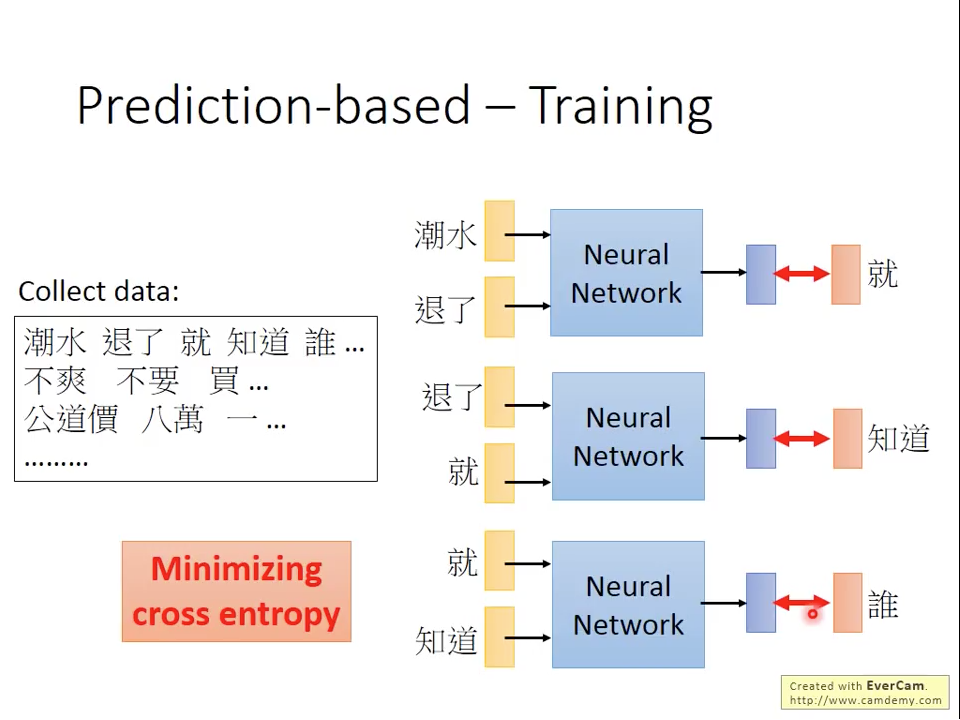 Prediction-based – Training
Collect data:
潮水 退了 就 知道 誰 …
不爽 不要 買 …
公道價 八萬 一 …
………
Minimizing
cross entropy
潮水
退了
Neural
Network
就
退了
就
Neural
Network
知道
就
知道
Neural
Network
誰
Created with EverCam.
http://www.camdemy.com